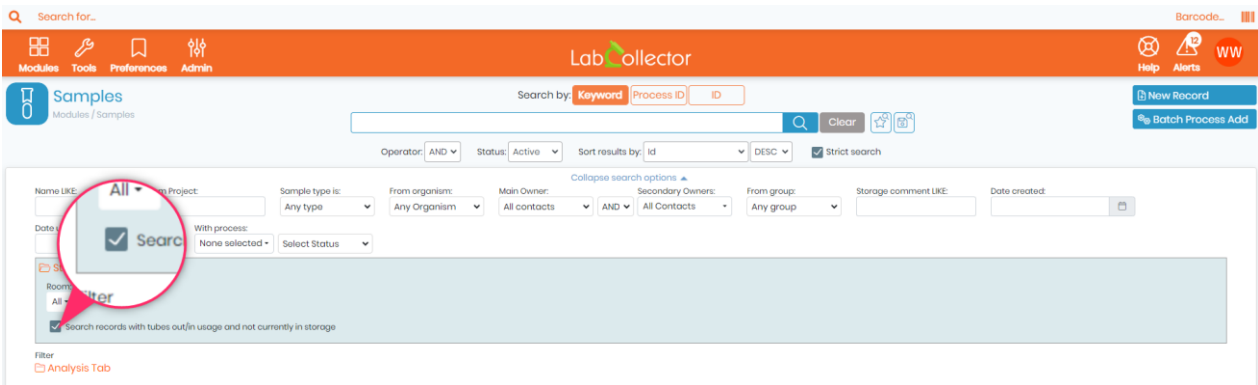 Search for...
Barcode...
Modules Tools Preferences Admin
LabCollector
Help Alerts 12 WW
Samples
Modules / Samples
Search by: Keyword Process ID ID
New Record
Batch Process Add
Clear
Operator: AND Status: Active Sort results by: Id DESC Strict search
Collapse search options
Name LIKE: Project: Sample type is: From organism: Main Owner: Secondary Owners: From group: Storage comment LIKE: Date created:
Any type Any Organism All contacts AND All Contacts Any group
All
Date With process:
None selected Select Status
Searc
Room:
All
Search records with tubes out/in usage and not currently in storage
Filter
Analysis Tab